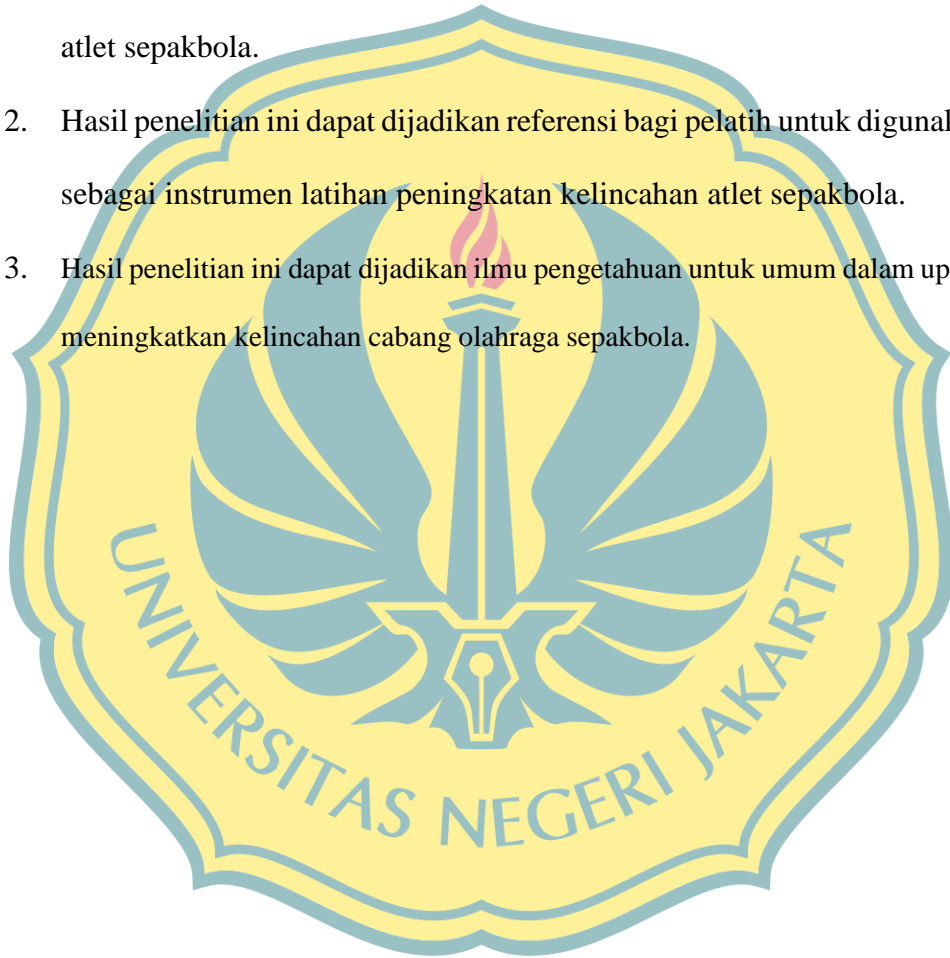 atlet sepakbola.
2. Hasil penelitian ini dapat dijadikan referensi bagi pelatih untuk
sebagai instrumen latihan peningkatan kelincahan atlet sepakbola.
3. Hasil penelitian ini dapat dijadikan ilmu pengetahuan untuk umum dalam
meningkatkan kelincahan cabang olahraga sepakbola.
UNIVERSITAS NEGERI JAKARTA